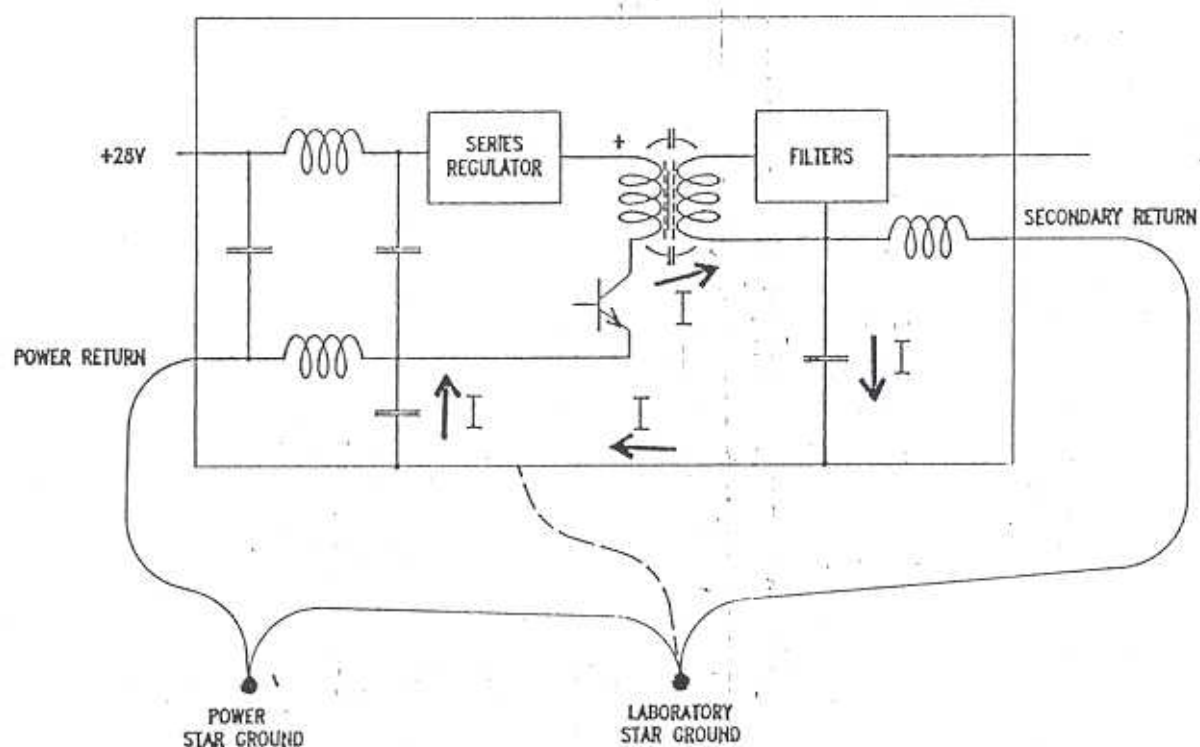 +28V
SERIES
REGULATOR
+
FILTERS
SECONDARY RETURN
I
I
POWER RETURN
I
I
POWER
STAR GROUND
LABORATORY
STAR GROUND